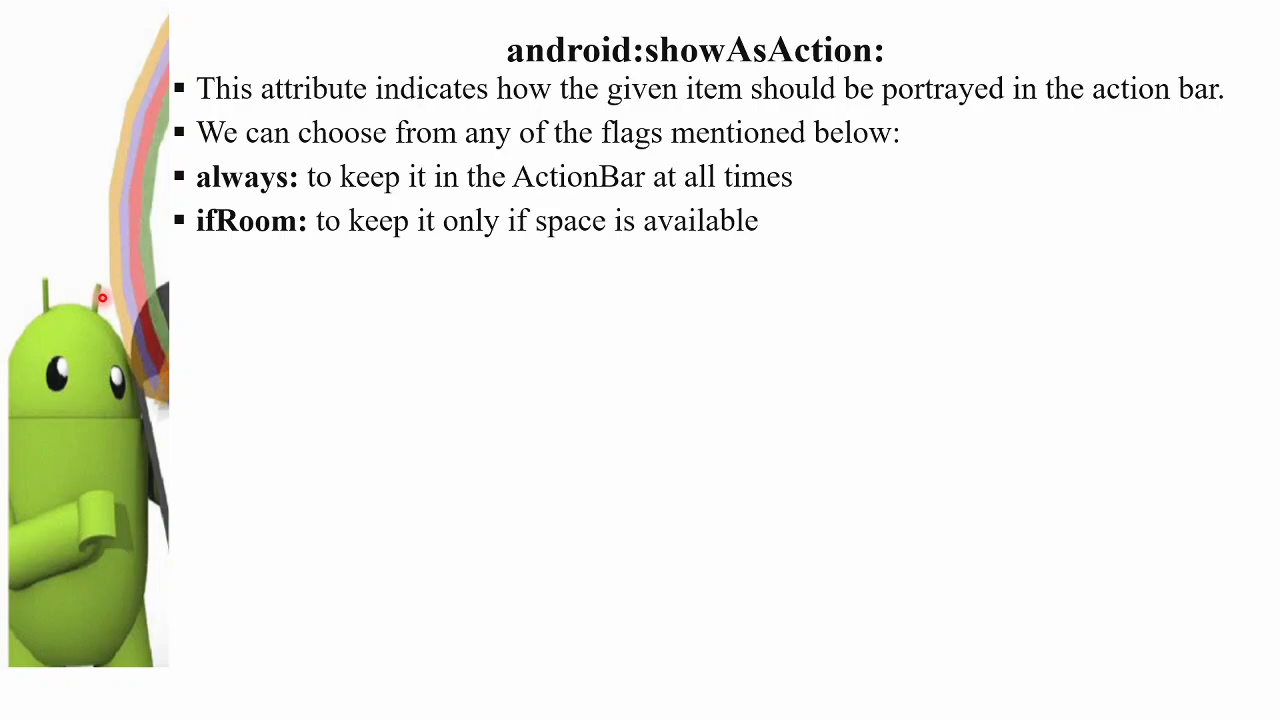 android:showAsAction:
▪ This attribute indicates how the given item should be portrayed in the action bar.
▪ We can choose from any of the flags mentioned below:
▪ always: to keep it in the ActionBar at all times
▪ ifRoom: to keep it only if space is available